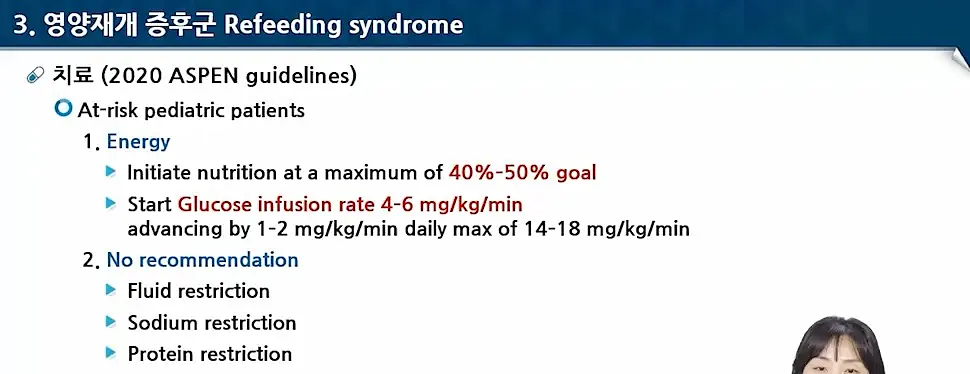 3. 영양재개 증후군 Refeeding syndrome
치료 (2020 ASPEN guidelines)
At-risk pediatric patients
1. Energy
Initiate nutrition at a maximum of 40%-50% goal
Start Glucose infusion rate 4-6 mg/kg/min
advancing by 1-2 mg/kg/min daily max of 14-18 mg/kg/min
2. No recommendation
Fluid restriction
Sodium restriction
Protein restriction